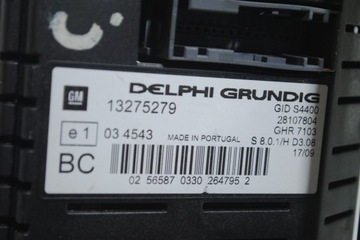 GM
DELPHI GRUNDIG
13275279
GID S4400
28107804
GHR 7103
e1 03 4543
MADE IN PORTUGAL
S 8.0.1/H D3.08
17/09
BC
02 56587 0330 264795 2